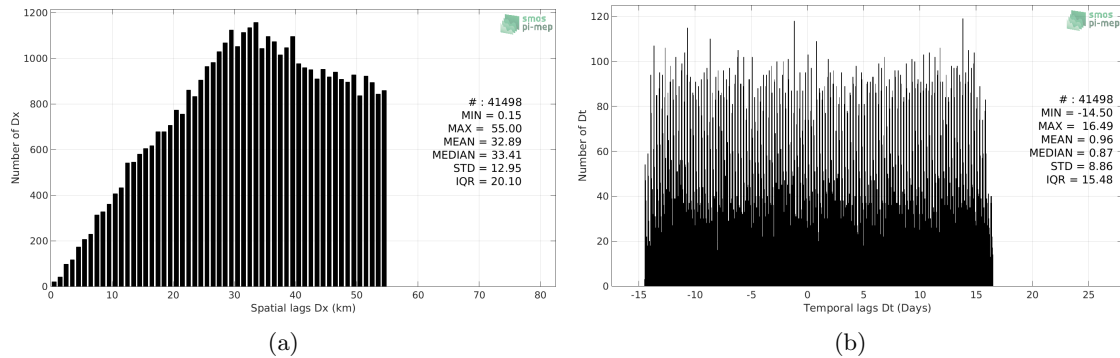 smos
pi-mep
1200
1000
800
600
400
200
0
Number of Dx
# : 41498
MIN = 0.15
MAX = 55.00
MEAN = 32.89
MEDIAN = 33.41
STD = 12.95
IQR = 20.10
0 10 20 30 40 50 60 70 80
Spatial lags Dx (km)
(a)
smos
pi-mep
120
100
80
60
40
20
0
Number of Dt
# : 41498
MIN = -14.50
MAX = 16.49
MEAN = 0.96
MEDIAN = 0.87
STD = 8.86
IQR = 15.48
-15 -10 -5 0 5 10 15 20 25
Temporal lags Dt (Days)
(b)